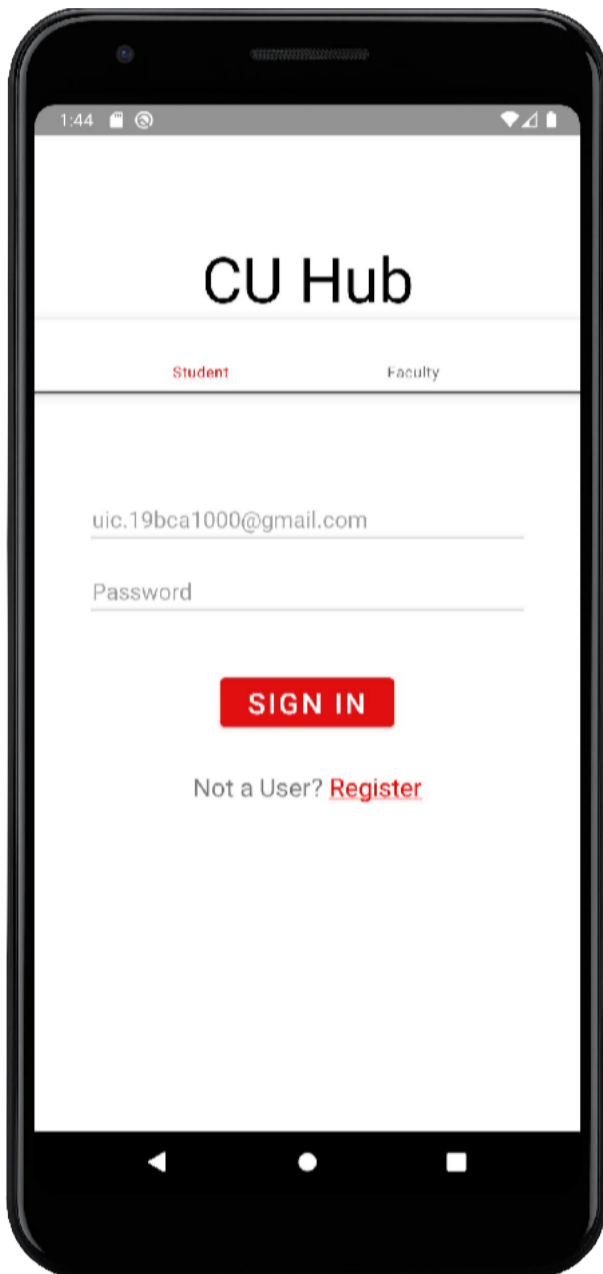 1:44
CU Hub
Student Faculty
uic.19bca1000@gmail.com
Password
SIGN IN
Not a User? Register